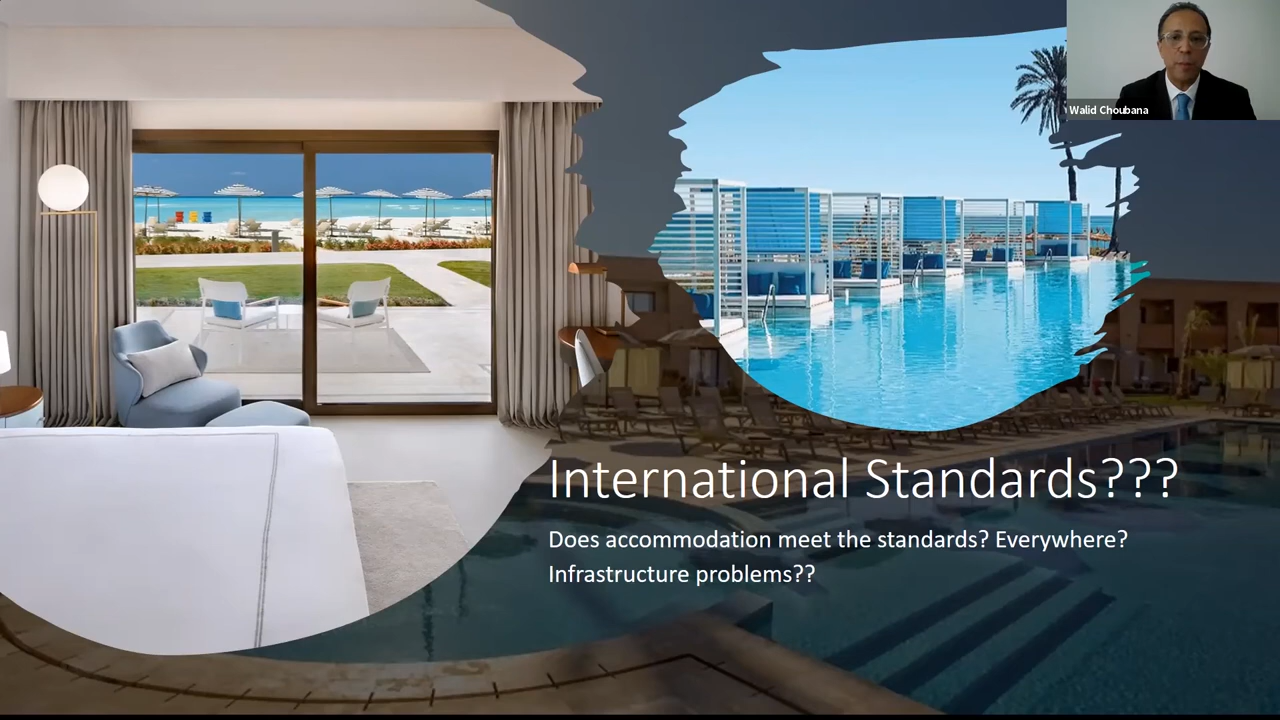 Walid Choubana
International Standards???
Does accommodation meet the standards? Everywhere?
Infrastructure problems??